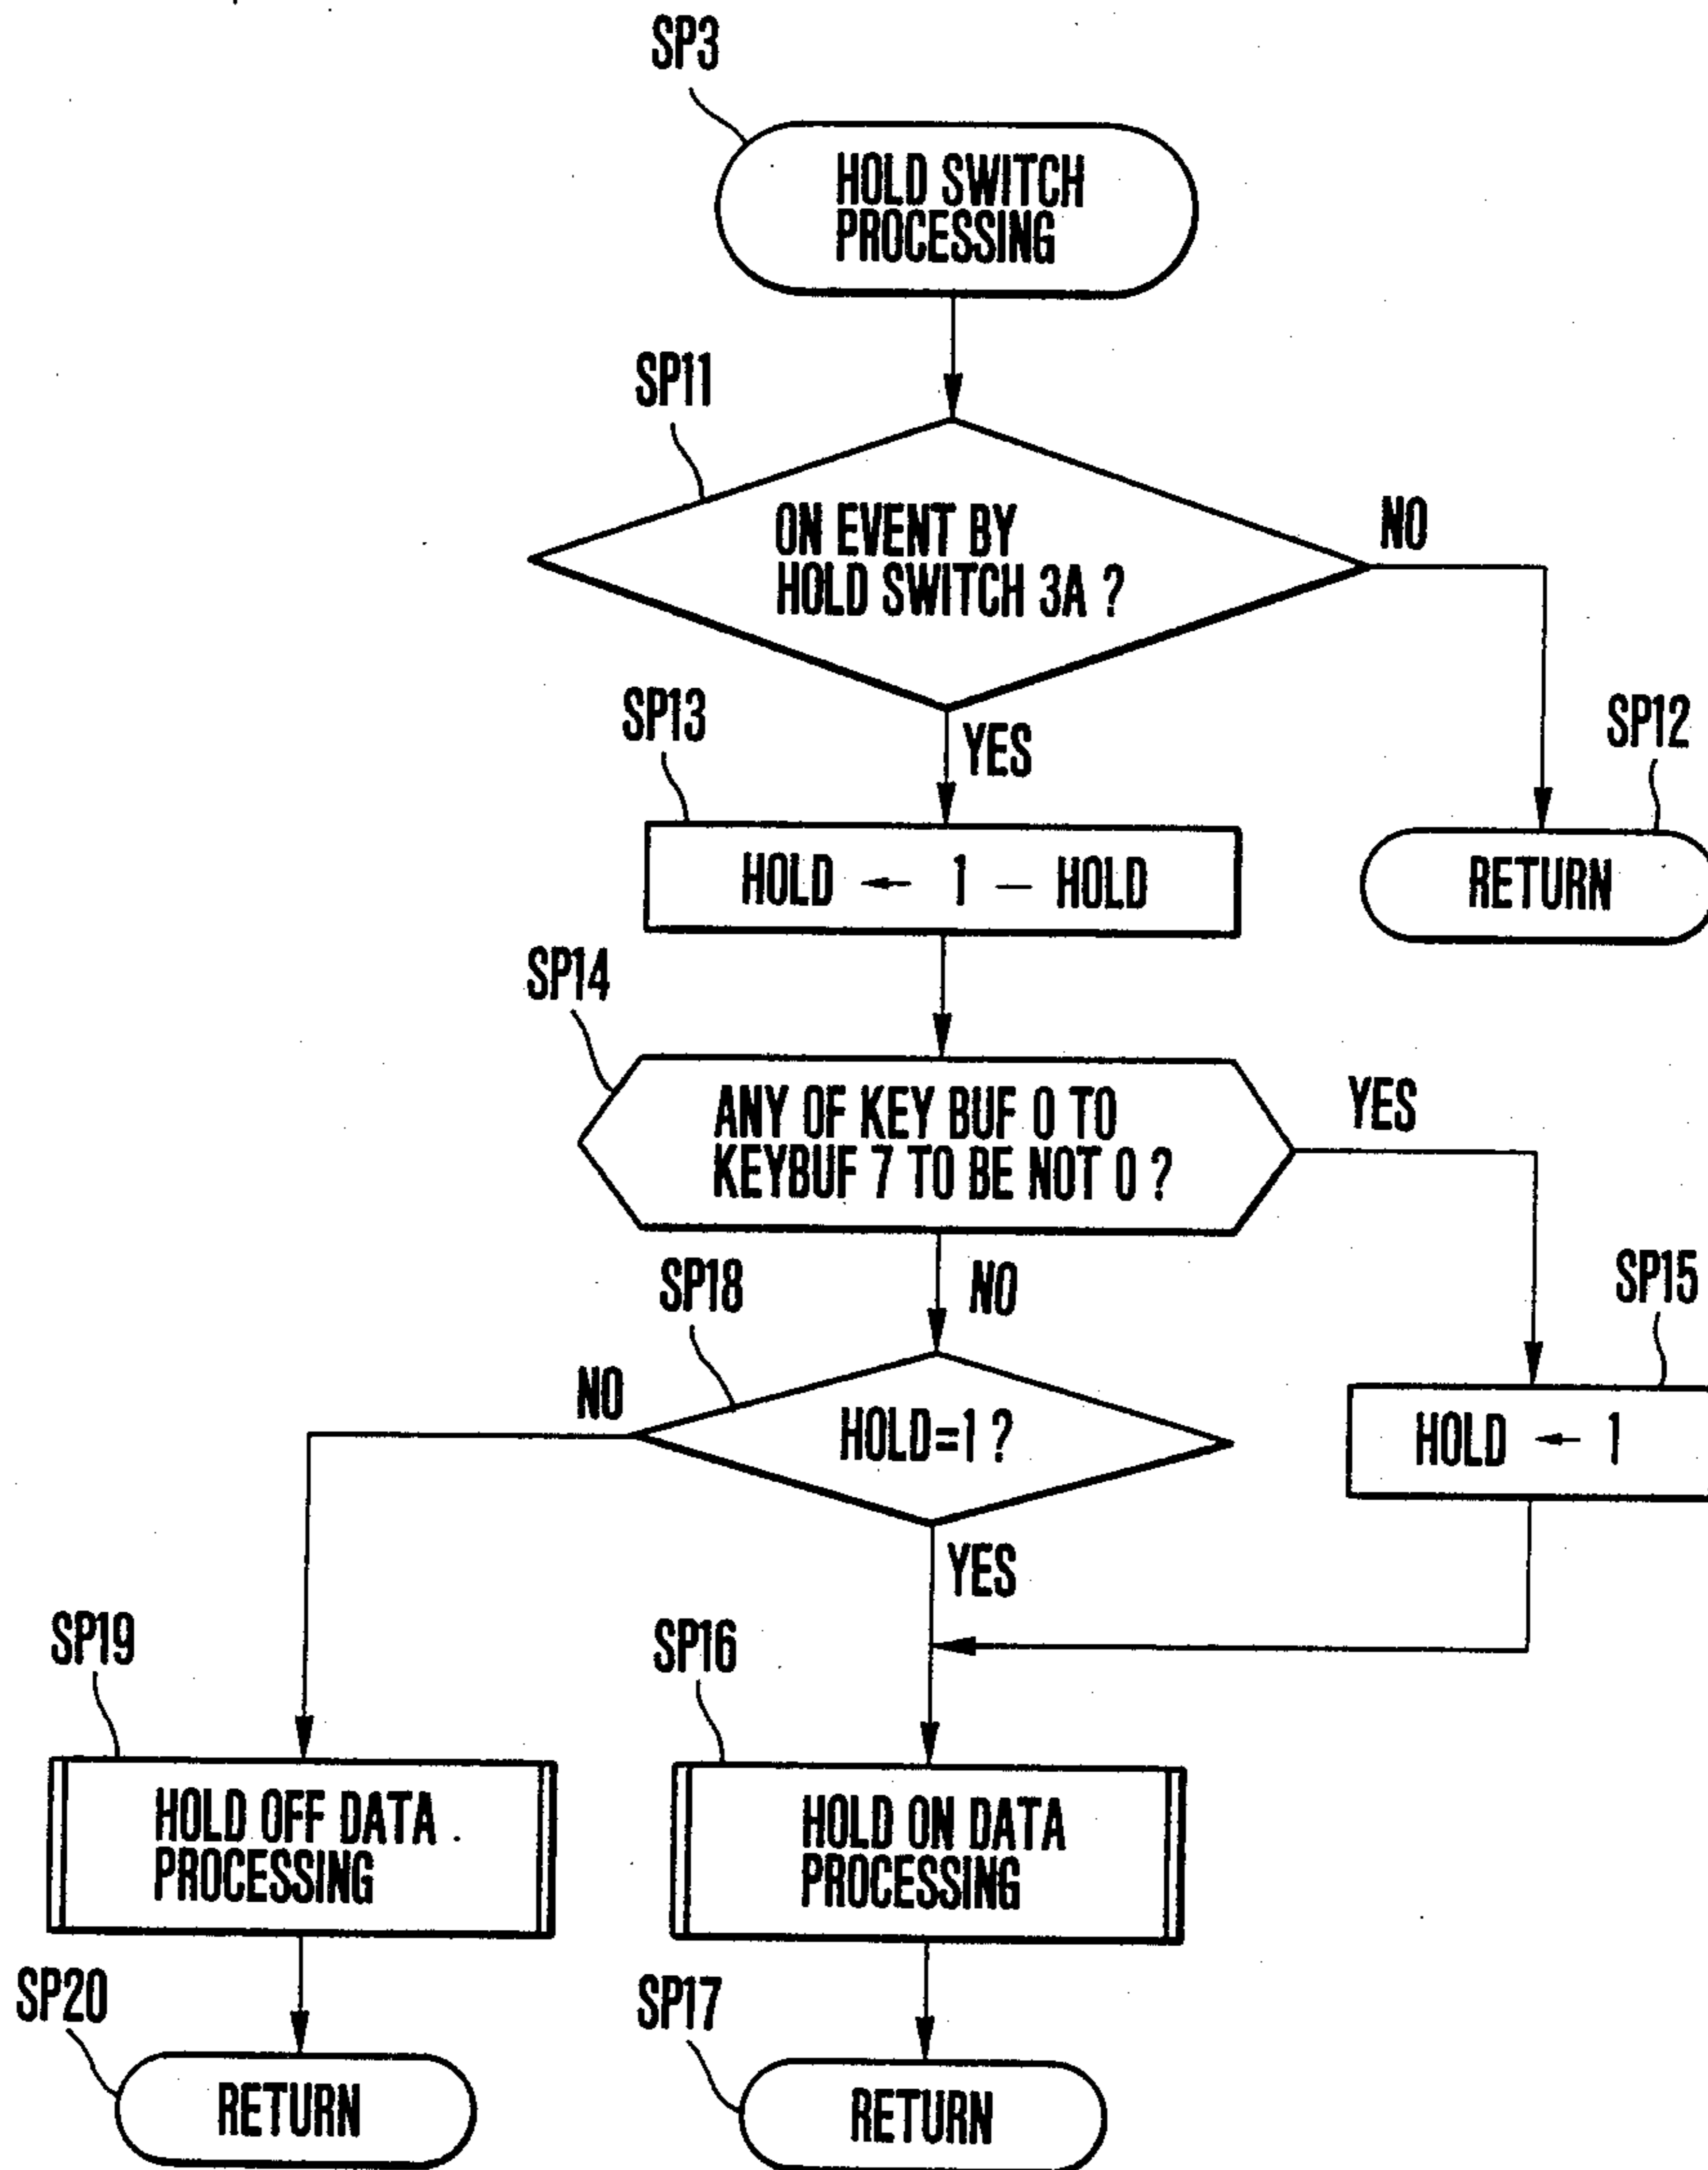 SP3
HOLD SWITCH
PROCESSING
SP11
ON EVENT BY
HOLD SWITCH 3A ?
NO
YES
SP12
RETURN
SP13
HOLD ← 1 — HOLD
SP14
ANY OF KEY BUF 0 TO
KEYBUF 7 TO BE NOT 0 ?
YES
NO
SP15
HOLD ← 1
SP18
HOLD=1 ?
NO
YES
SP19
HOLD OFF DATA
PROCESSING
SP16
HOLD ON DATA
PROCESSING
SP20
RETURN
SP17
RETURN